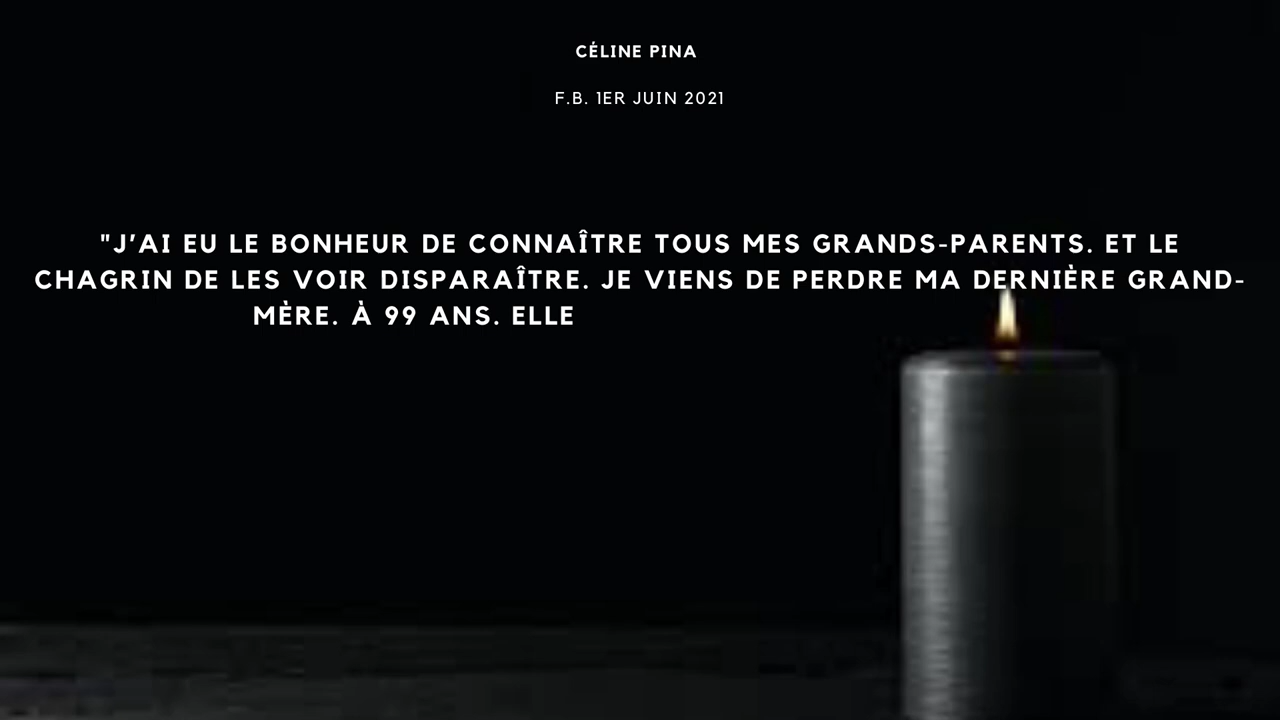 CÉLINE PINA
F.B. 1ER JUIN 2021
"J'AI EU LE BONHEUR DE CONNAÎTRE TOUS MES GRANDS-PARENTS. ET LE
CHAGRIN DE LES VOIR DISPARAÎTRE. JE VIENS DE PERDRE MA DERNIÈRE GRAND-
MÈRE. À 99 ANS. ELLE